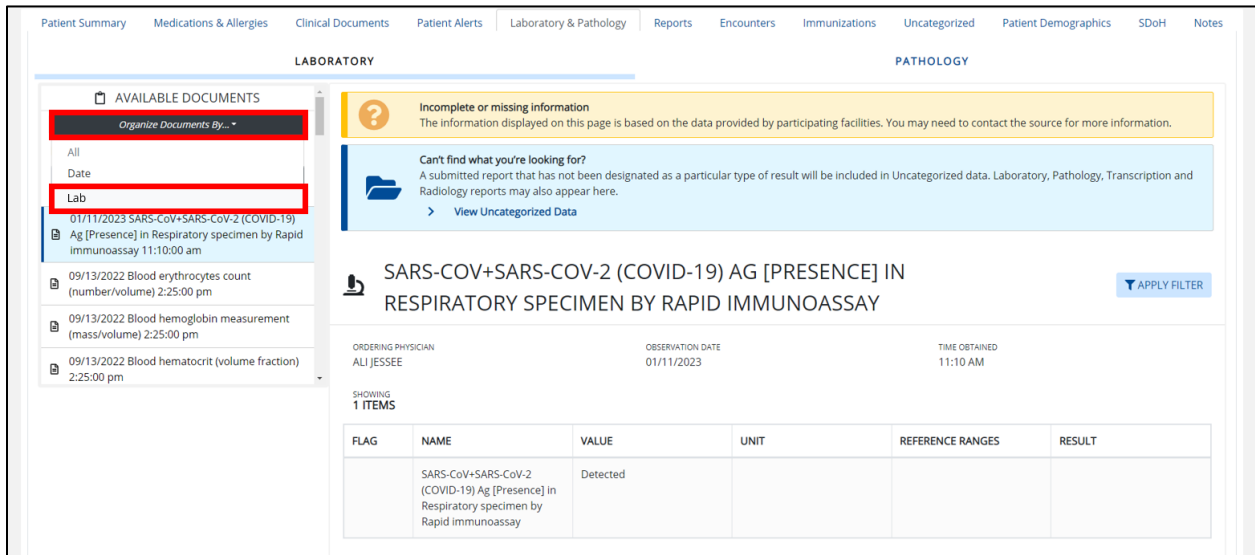 Patient Summary Medications & Allergies Clinical Documents Patient Alerts Laboratory & Pathology Reports Encounters Immunizations Uncategorized Patient Demographics SDoH Notes
LABORATORY PATHOLOGY
AVAILABLE DOCUMENTS
Organize Documents By...
All
Date
Lab
01/11/2023 SARS-CoV+SARS-CoV-2 (COVID-19)
Ag [Presence] in Respiratory specimen by Rapid
immunoassay 11:10:00 am
09/13/2022 Blood erythrocytes count
(number/volume) 2:25:00 pm
09/13/2022 Blood hemoglobin measurement
(mass/volume) 2:25:00 pm
09/13/2022 Blood hematocrit (volume fraction)
2:25:00 pm
Incomplete or missing information
The information displayed on this page is based on the data provided by participating facilities. You may need to contact the source for more information.
Can't find what you're looking for?
A submitted report that has not been designated as a particular type of result will be included in Uncategorized data. Laboratory, Pathology, Transcription and
Radiology reports may also appear here.
> View Uncategorized Data
SARS-COV+SARS-COV-2 (COVID-19) AG [PRESENCE] IN
RESPIRATORY SPECIMEN BY RAPID IMMUNOASSAY
APPLY FILTER
ORDERING PHYSICIAN OBSERVATION DATE TIME OBTAINED
ALI JESSEE 01/11/2023 11:10 AM
SHOWING
1 ITEMS
FLAG NAME VALUE UNIT REFERENCE RANGES RESULT
SARS-CoV+SARS-CoV-2 Detected
(COVID-19) Ag [Presence] in
Respiratory specimen by
Rapid immunoassay